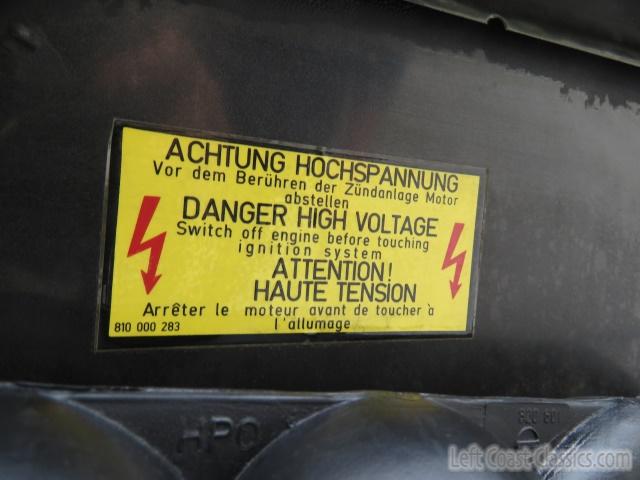 ACHTUNG HOCHSPANNUNG
Vor dem Berühren der Zündanlage Motor
abstellen
DANGER HIGH VOLTAGE
Switch off engine before touching
ignition system
ATTENTION!
HAUTE TENSION
Arrêter le moteur avant de toucher à
l'allumage
810 000 283
HPO
Left Coast Classics.com